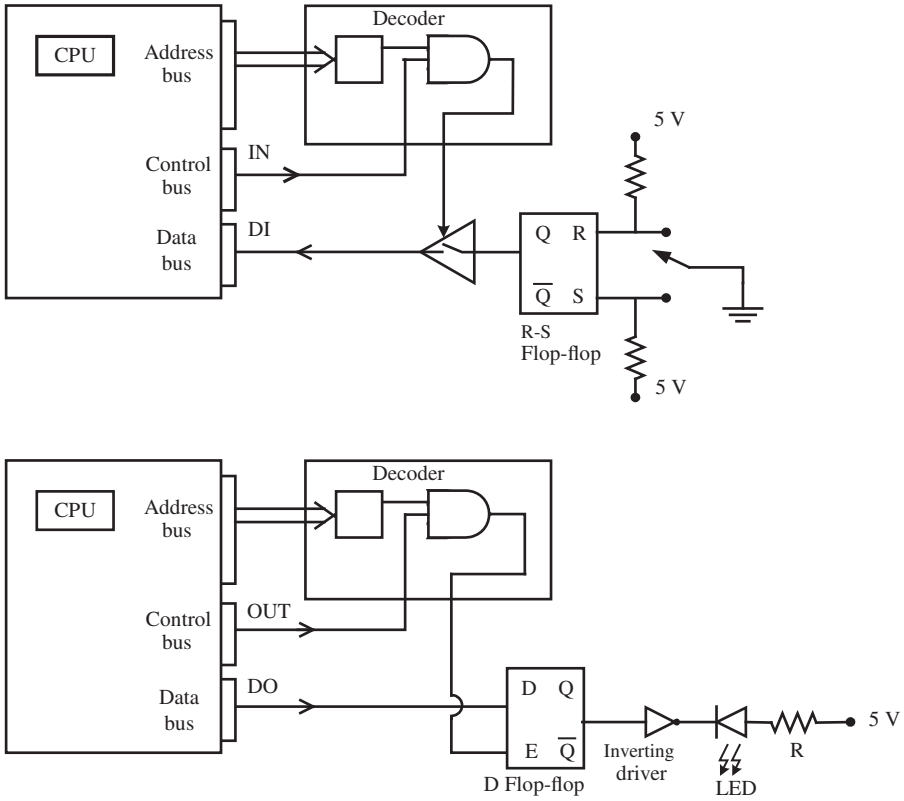 Decoder
CPU
Address
bus
5 V
Control
bus
IN
Data
bus
DI
Q R
Q̅ S
R-S
Flop-flop
5 V
Decoder
CPU
Address
bus
Control
bus
OUT
Data
bus
DO
D Q
E Q̅
D Flop-flop
Inverting
driver
LED
R
5 V